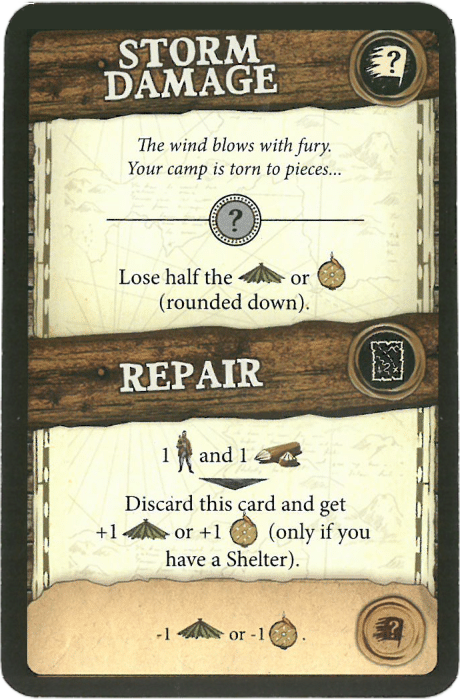 STORM
DAMAGE
?
The wind blows with fury.
Your camp is torn to pieces...
?
Lose half the or
(rounded down).
REPAIR
1 and 1
Discard this card and get
+1 or +1 (only if you
have a Shelter).
-1 or -1 .
?